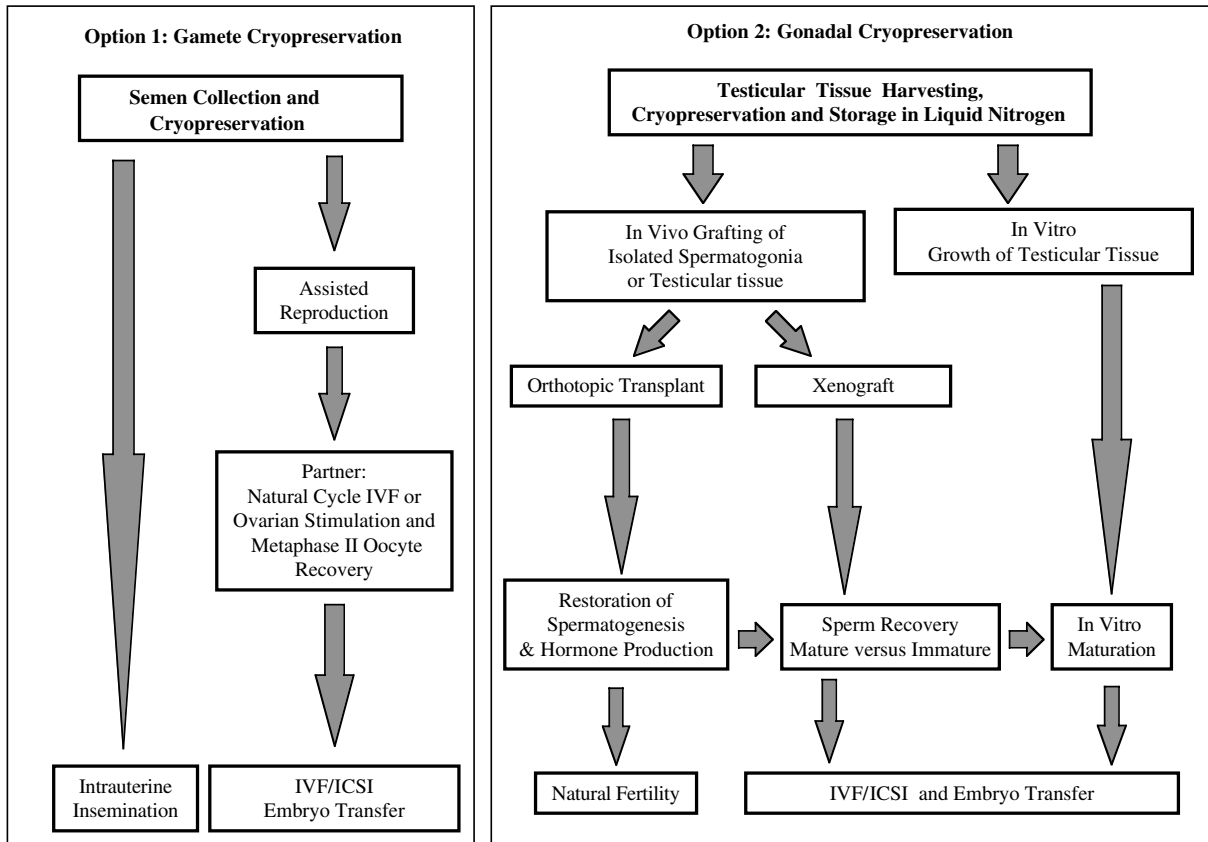 Option 1: Gamete Cryopreservation
Semen Collection and
Cryopreservation
Assisted
Reproduction
Partner:
Natural Cycle IVF or
Ovarian Stimulation and
Metaphase II Oocyte
Recovery
Intrauterine
Insemination
IVF/ICSI
Embryo Transfer
Option 2: Gonadal Cryopreservation
Testicular Tissue Harvesting,
Cryopreservation and Storage in Liquid Nitrogen
In Vivo Grafting of
Isolated Spermatogonia
or Testicular tissue
In Vitro
Growth of Testicular Tissue
Orthotopic Transplant
Xenograft
Restoration of
Spermatogenesis
& Hormone Production
Sperm Recovery
Mature versus Immature
In Vitro
Maturation
Natural Fertility
IVF/ICSI and Embryo Transfer